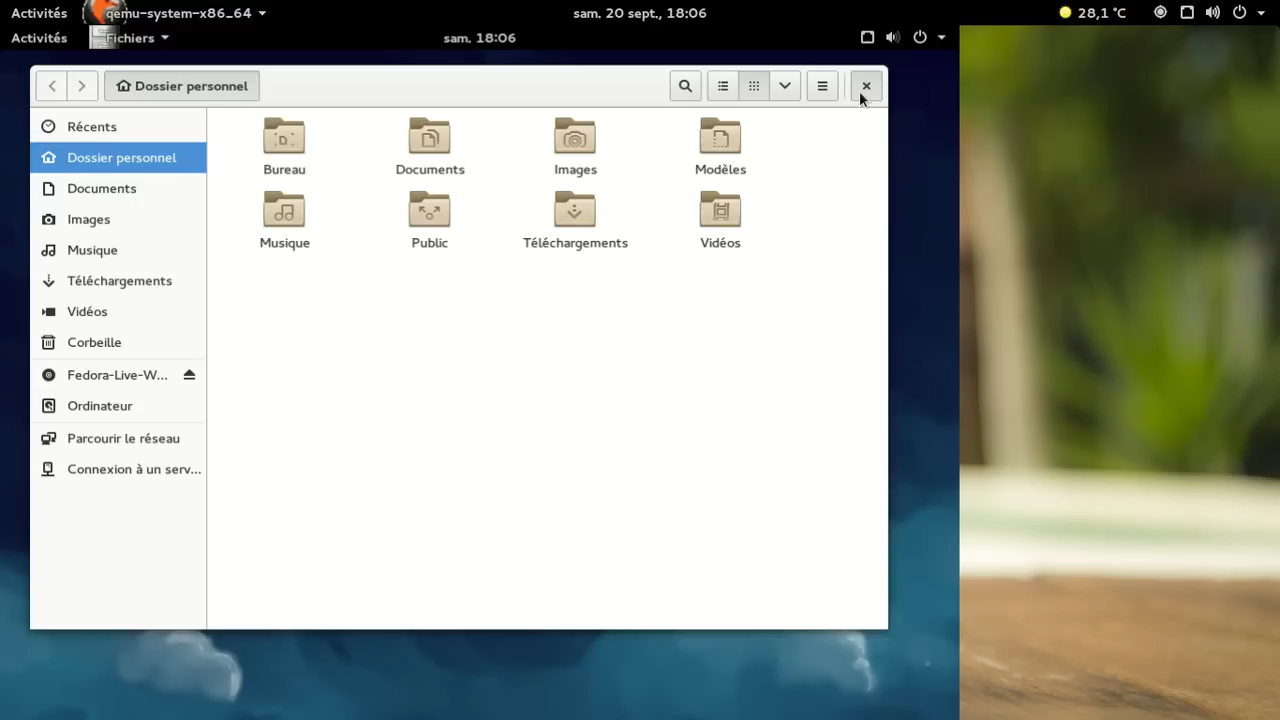 Activités qemu-system-x86_64 sam. 20 sept., 18:06 28,1 °C
Activités Fichiers sam. 18:06
Dossier personnel
Récents
Dossier personnel
Documents
Images
Musique
Téléchargements
Vidéos
Corbeille
Fedora-Live-W...
Ordinateur
Parcourir le réseau
Connexion à un serv...
Bureau Documents Images Modèles
Musique Public Téléchargements Vidéos